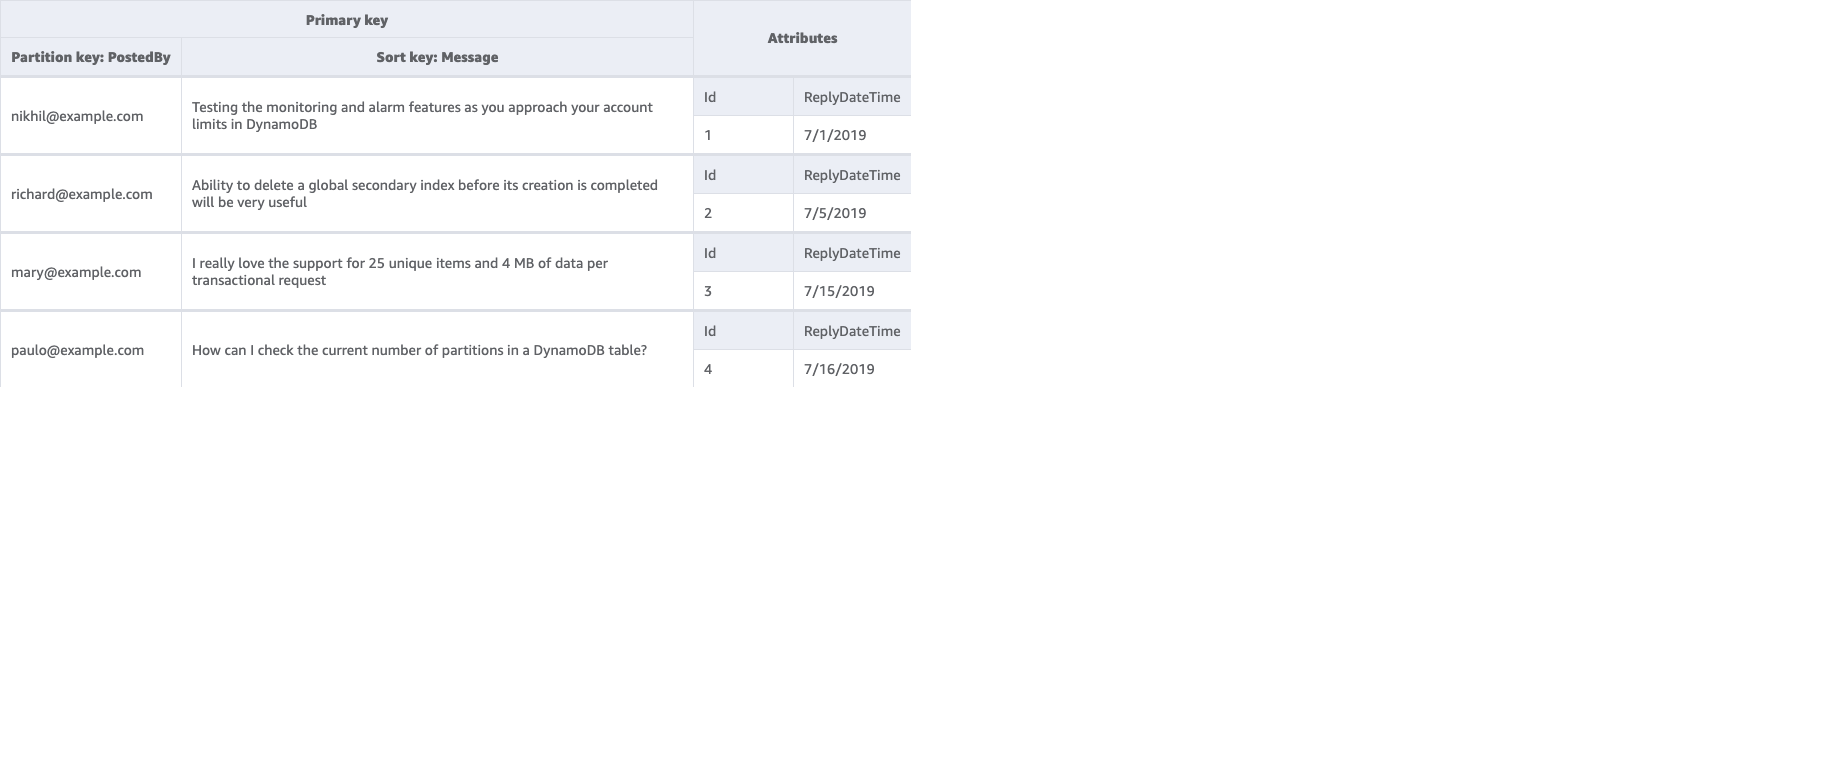 Primary key
Attributes
Partition key: PostedBy
Sort key: Message
nikhil@example.com
Testing the monitoring and alarm features as you approach your account
limits in DynamoDB
Id
ReplyDateTime
1
7/1/2019
richard@example.com
Ability to delete a global secondary index before its creation is completed
will be very useful
Id
ReplyDateTime
2
7/5/2019
mary@example.com
I really love the support for 25 unique items and 4 MB of data per
transactional request
Id
ReplyDateTime
3
7/15/2019
paulo@example.com
How can I check the current number of partitions in a DynamoDB table?
Id
ReplyDateTime
4
7/16/2019